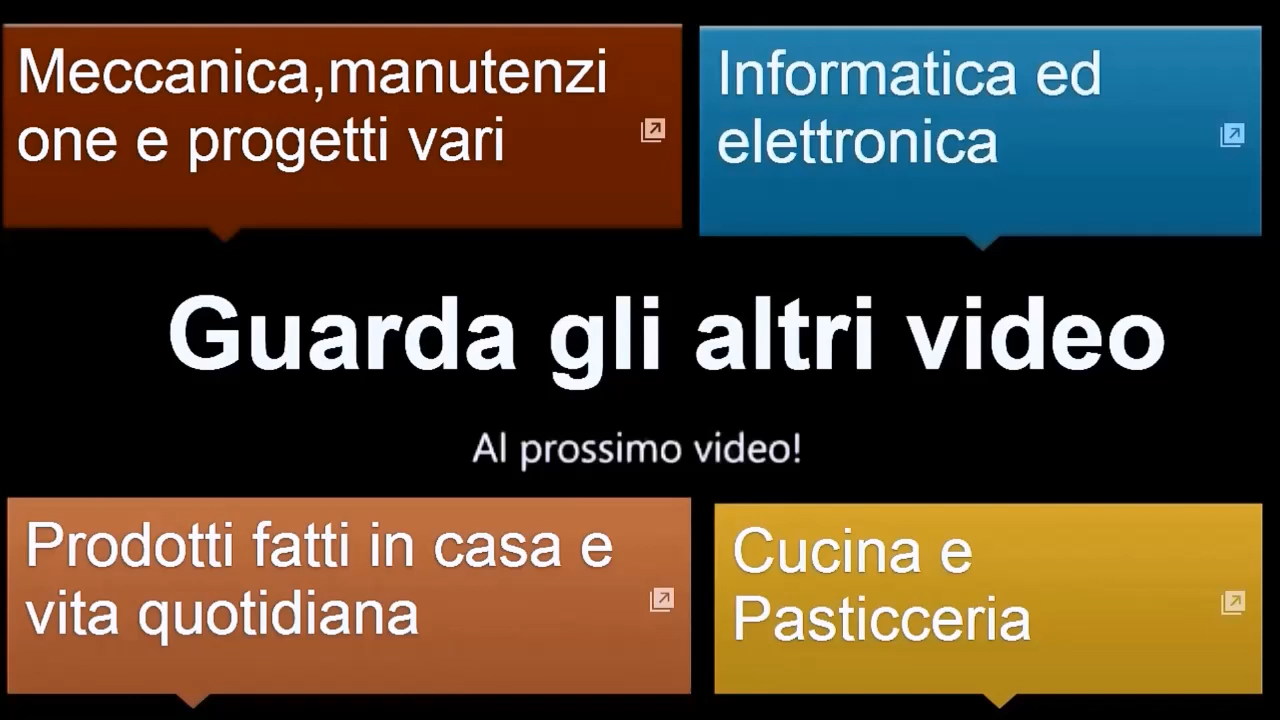 Meccanica,manutenzi
one e progetti vari
Informatica ed
elettronica
Guarda gli altri video
Al prossimo video!
Prodotti fatti in casa e
vita quotidiana
Cucina e
Pasticceria